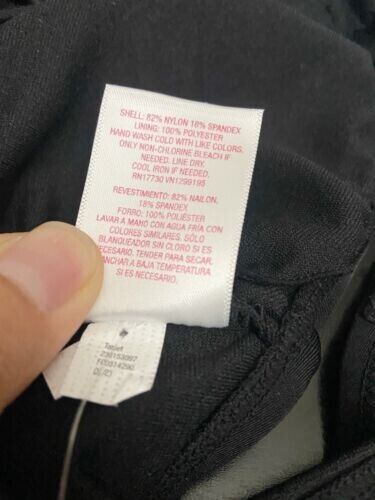 SHELL: 82% NYLON 18% SPANDEX
LINING: 100% POLYESTER
HAND WASH COLD WITH LIKE COLORS.
ONLY NON-CHLORINE BLEACH IF
NEEDED. LINE DRY.
COOL IRON IF NEEDED.
RN17730 VN1299195
REVESTIMIENTO: 82% NAILON,
18% SPANDEX
FORRO: 100% POLIÉSTER
LAVAR A MANO CON AGUA FRÍA CON
COLORES SIMILARES. SÓLO
BLANQUEADOR SIN CLORO SI ES
NECESARIO. TENDER PARA SECAR.
PLANCHAR A BAJA TEMPERATURA
SI ES NECESARIO.